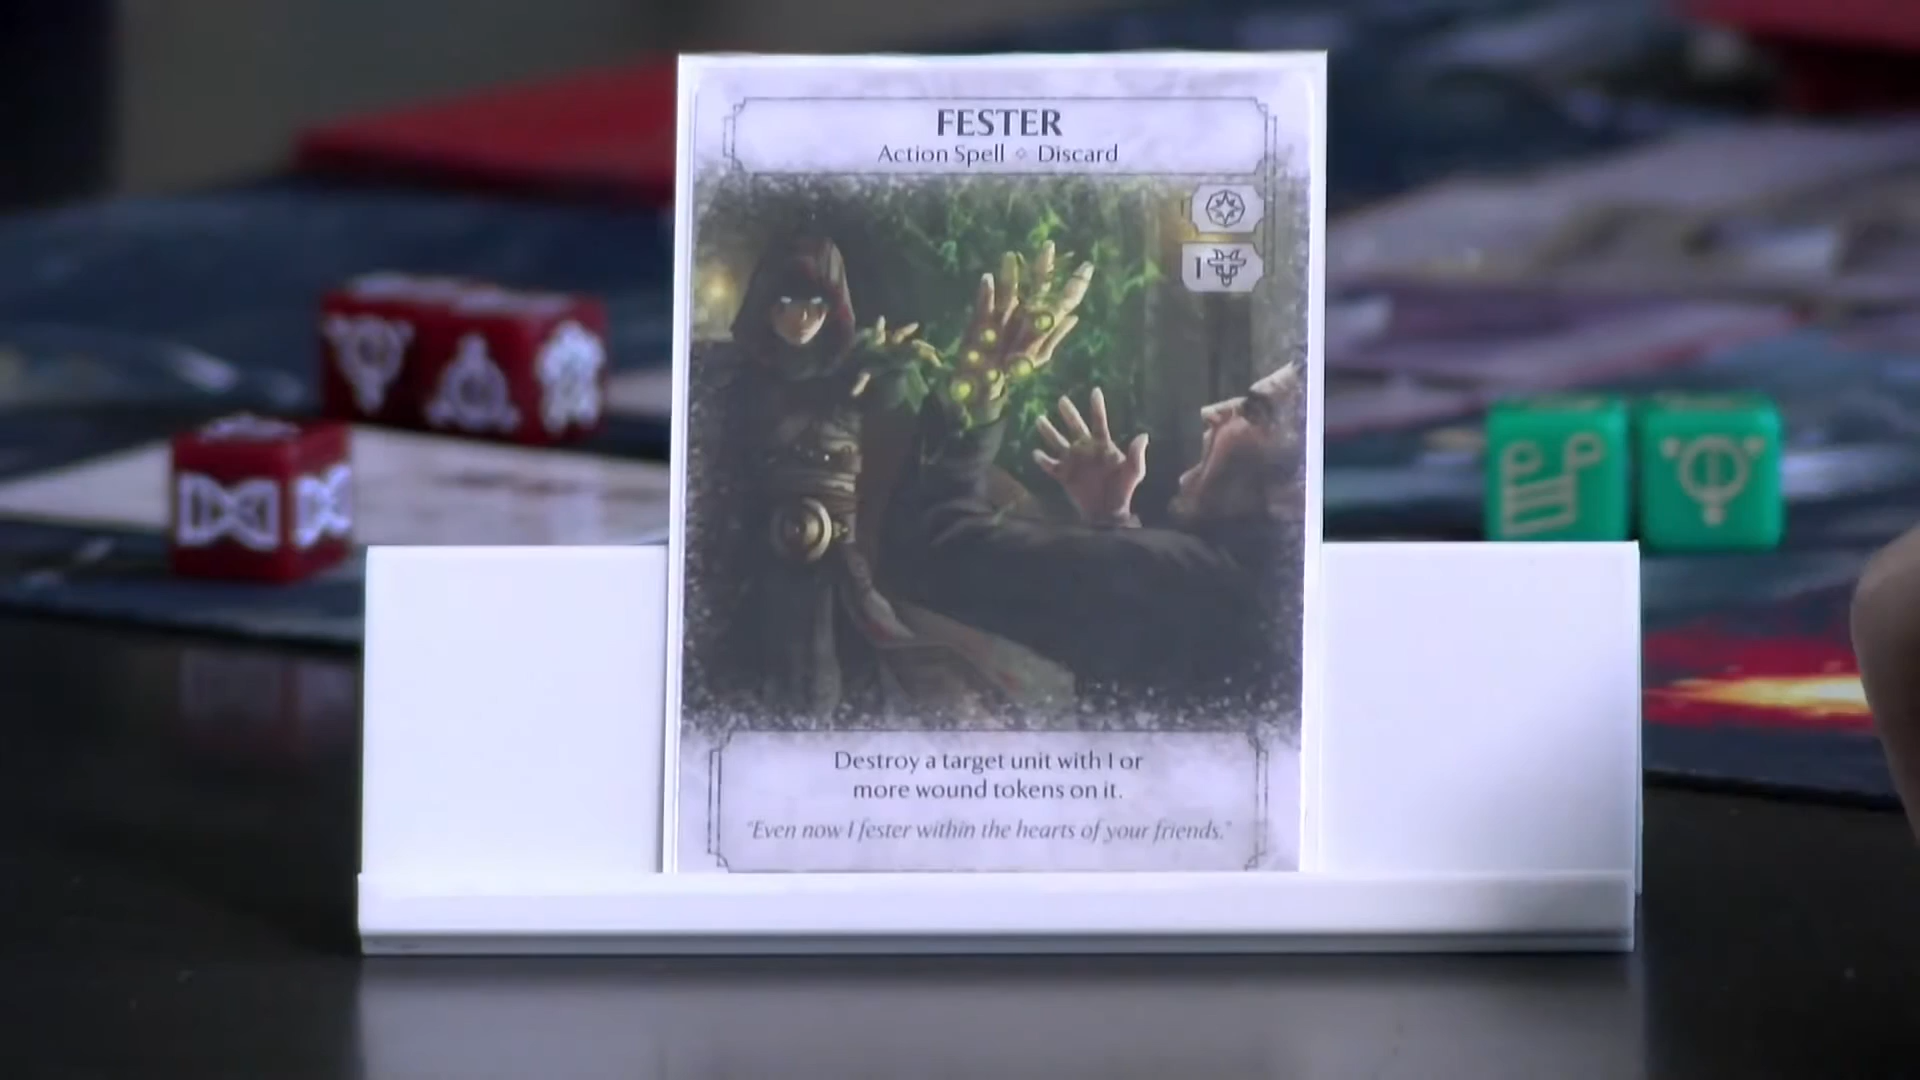 FESTER
Action Spell ◇ Discard
1
Destroy a target unit with 1 or
more wound tokens on it.
"Even now I fester within the hearts of your friends."